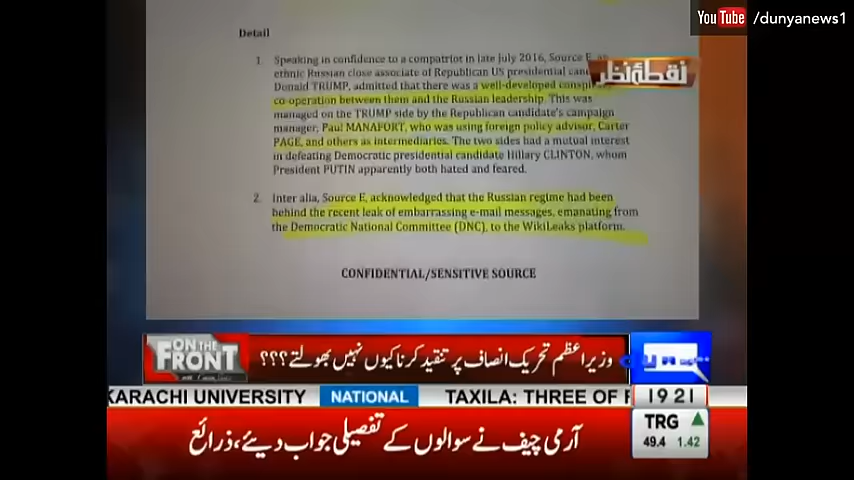 You Tube /dunyanews1
Detail
نقطۂ نظر
1. Speaking in confidence to a compatriot in late July 2016, Source E,
ethnic Russian close associate of Republican US presidential
Donald TRUMP, admitted that there was a well-developed
co-operation between them and the Russian leadership. This was
managed on the TRUMP side by the Republican candidate's campaign
manager, Paul MANAFORT, who was using foreign policy advisor, Carter
PAGE, and others as intermediaries. The two sides had a mutual interest
in defeating Democratic presidential candidate Hillary CLINTON, whom
President PUTIN apparently both hated and feared.
2. Inter alia, Source E, acknowledged that the Russian regime had been
behind the recent leak of embarrassing e-mail messages, emanating from
the Democratic National Committee (DNC), to the WikiLeaks platform.
CONFIDENTIAL/SENSITIVE SOURCE
ON THE
FRONT
وزیراعظم تحریک انصاف پر تنقید کرنا کیوں نہیں بھولتے؟؟؟
KARACHI UNIVERSITY NATIONAL TAXILA: THREE OF
19 21
TRG
49.4 1.42
آرمی چیف نے سوالوں کے تفصیلی جواب دیئے، ذرائع